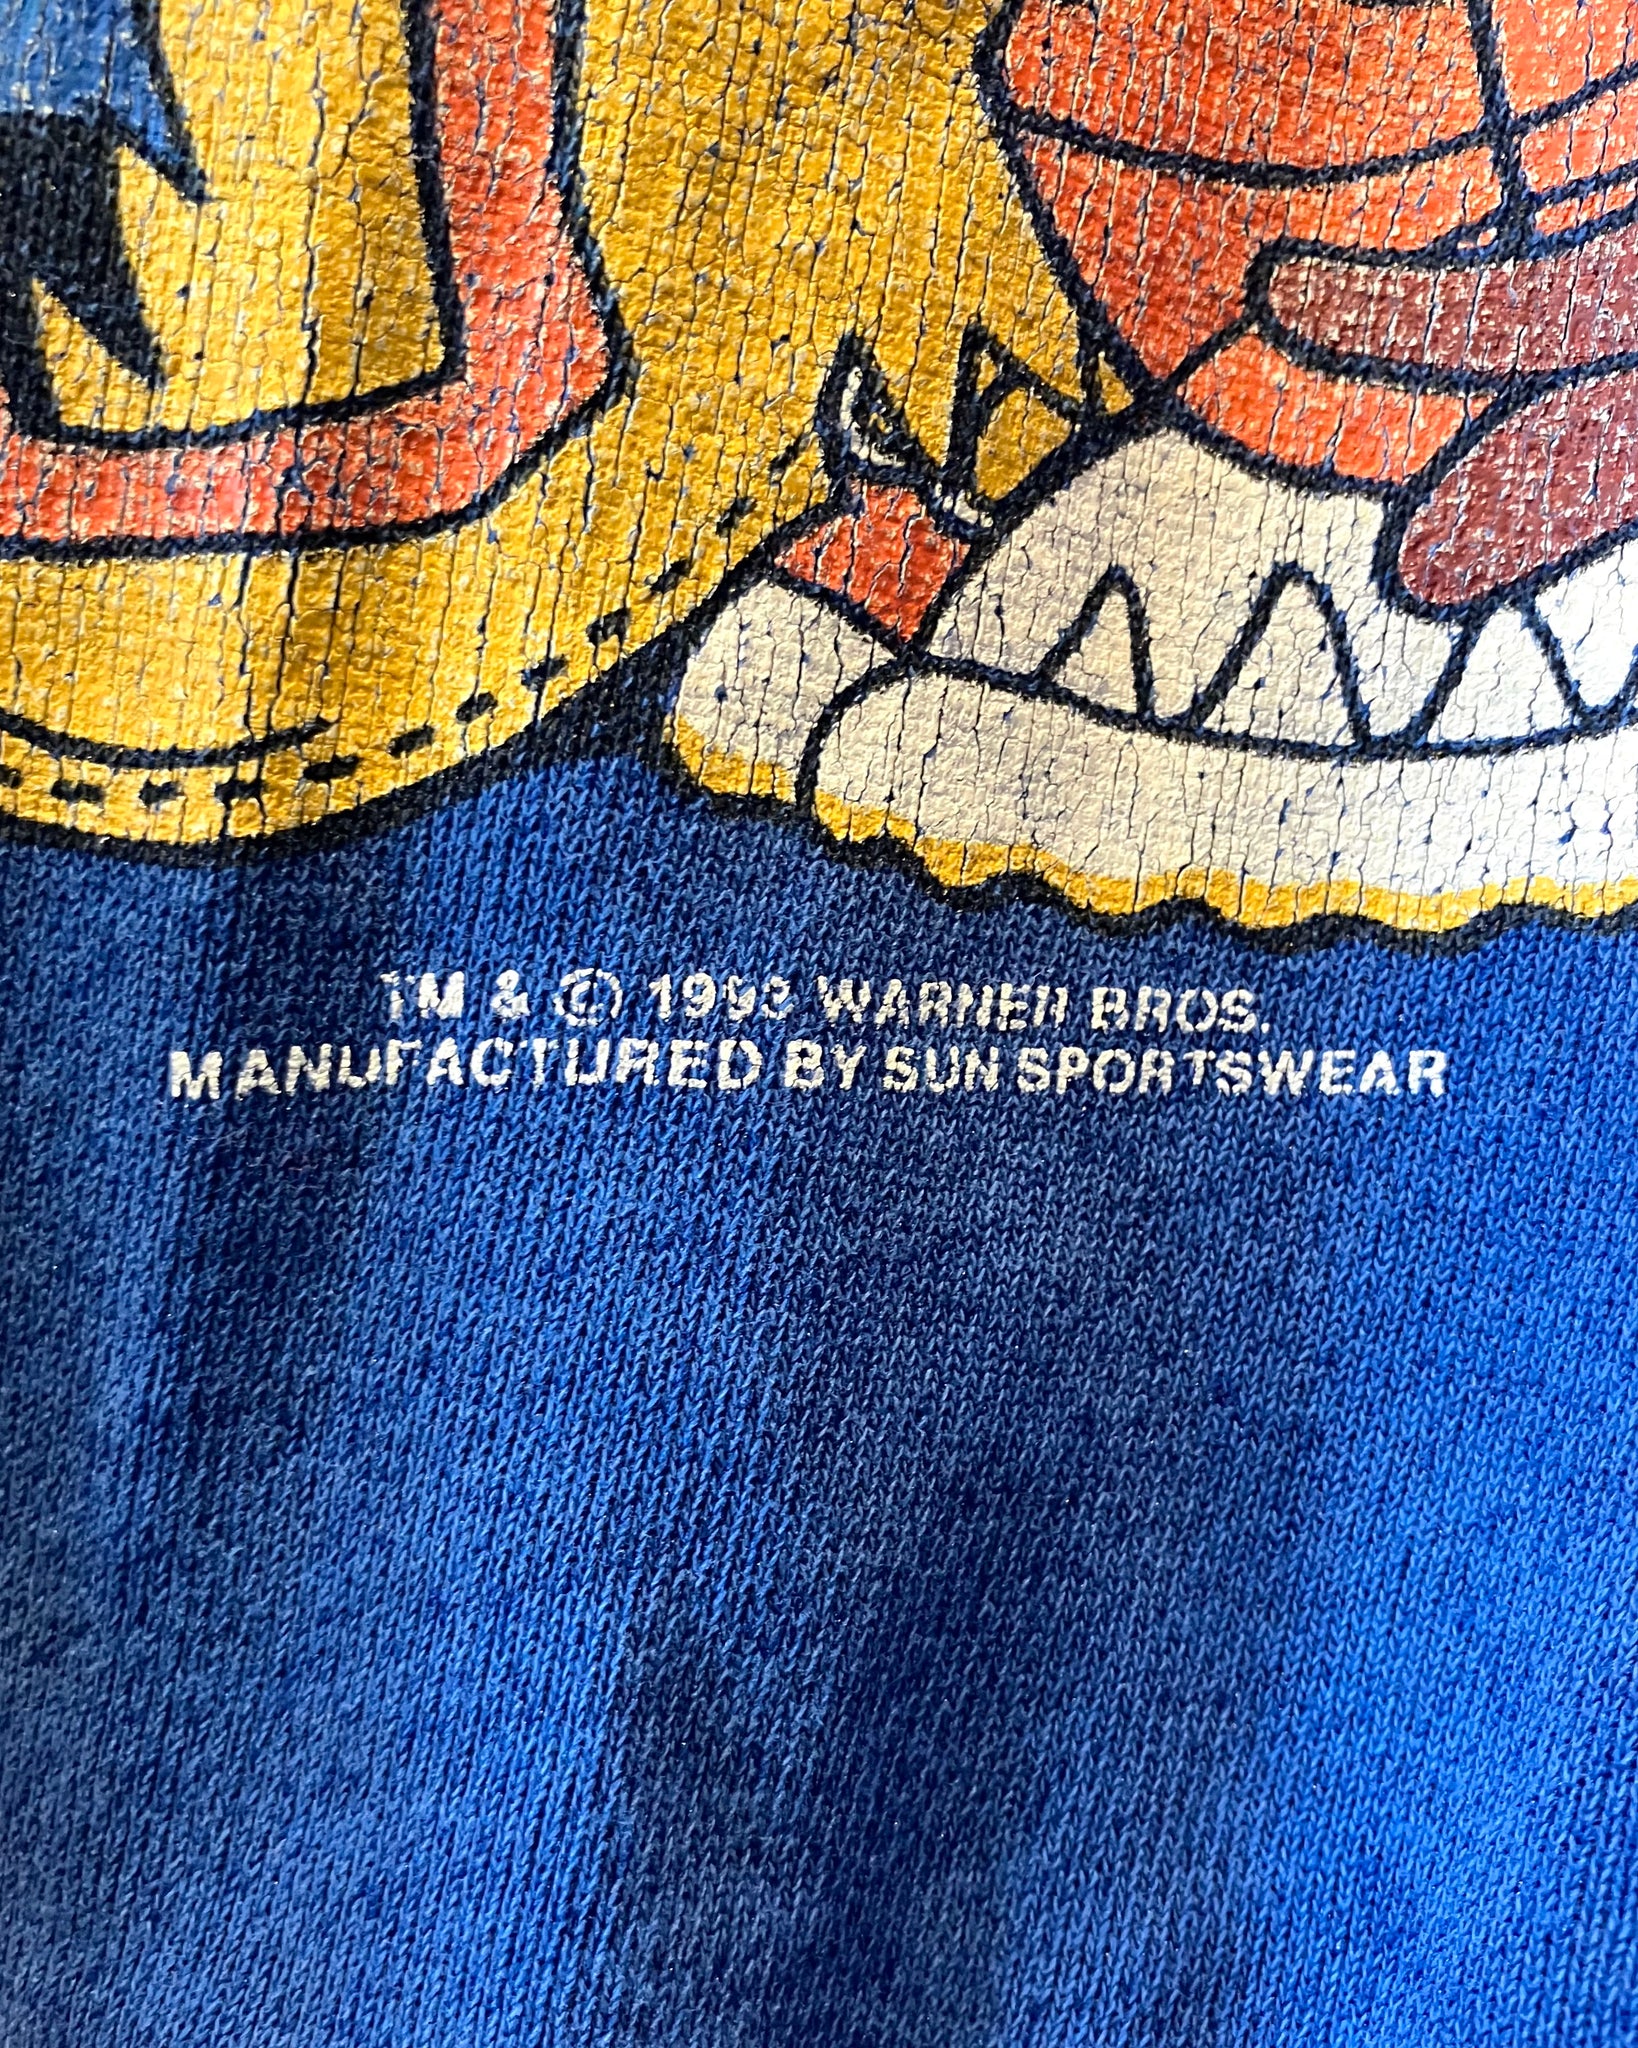 TM & © 1993 WARNER BROS.
MANUFACTURED BY SUN SPORTSWEAR